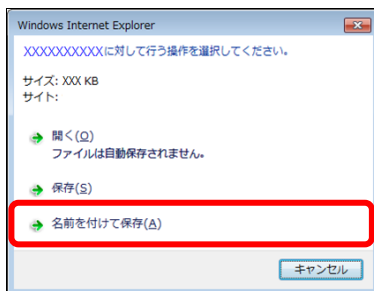 Windows Internet Explorer
XXXXXXXXXXに対して行う操作を選択してください。
サイズ: XXX KB
サイト:
開く(O)
ファイルは自動保存されません。
保存(S)
名前を付けて保存(A)
キャンセル